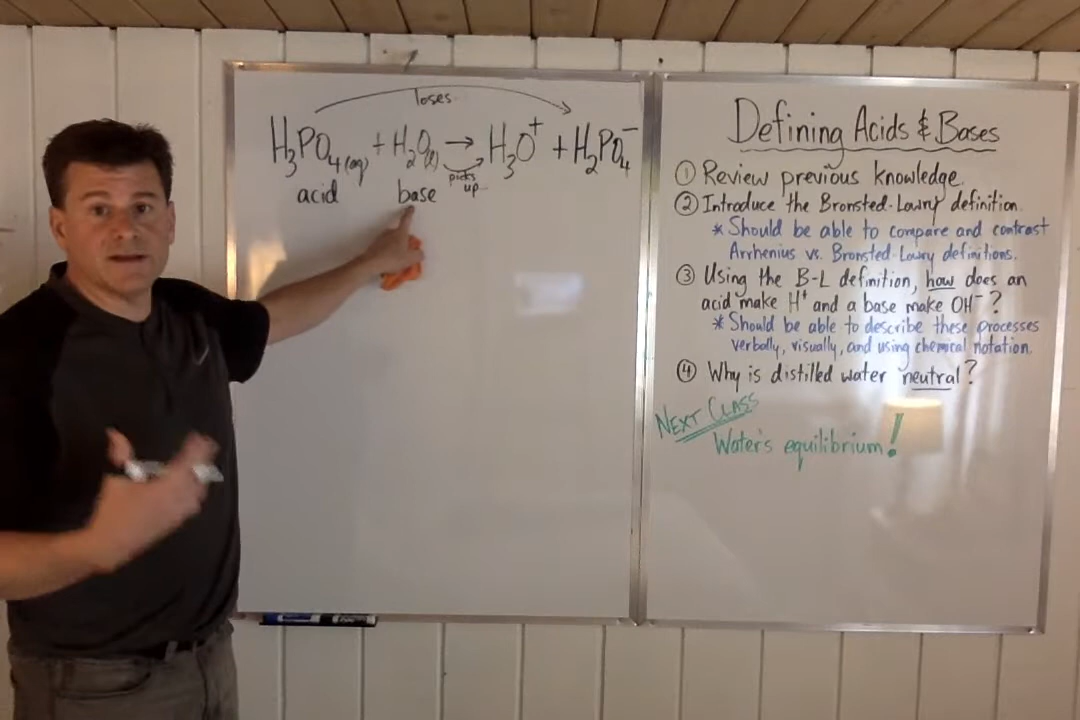 loses
H₃PO₄(aq) + H₂O(l) → H₃O⁺ + H₂PO₄⁻
picks up
acid base
Defining Acids & Bases
① Review previous knowledge.
② Introduce the Bronsted-Lowry definition.
* Should be able to compare and contrast
Arrhenius vs. Bronsted-Lowry definitions.
③ Using the B-L definition, how does an
acid make H⁺ and a base make OH⁻?
* Should be able to describe these processes
verbally, visually, and using chemical notation.
④ Why is distilled water neutral?
NEXT CLASS
Water's equilibrium!